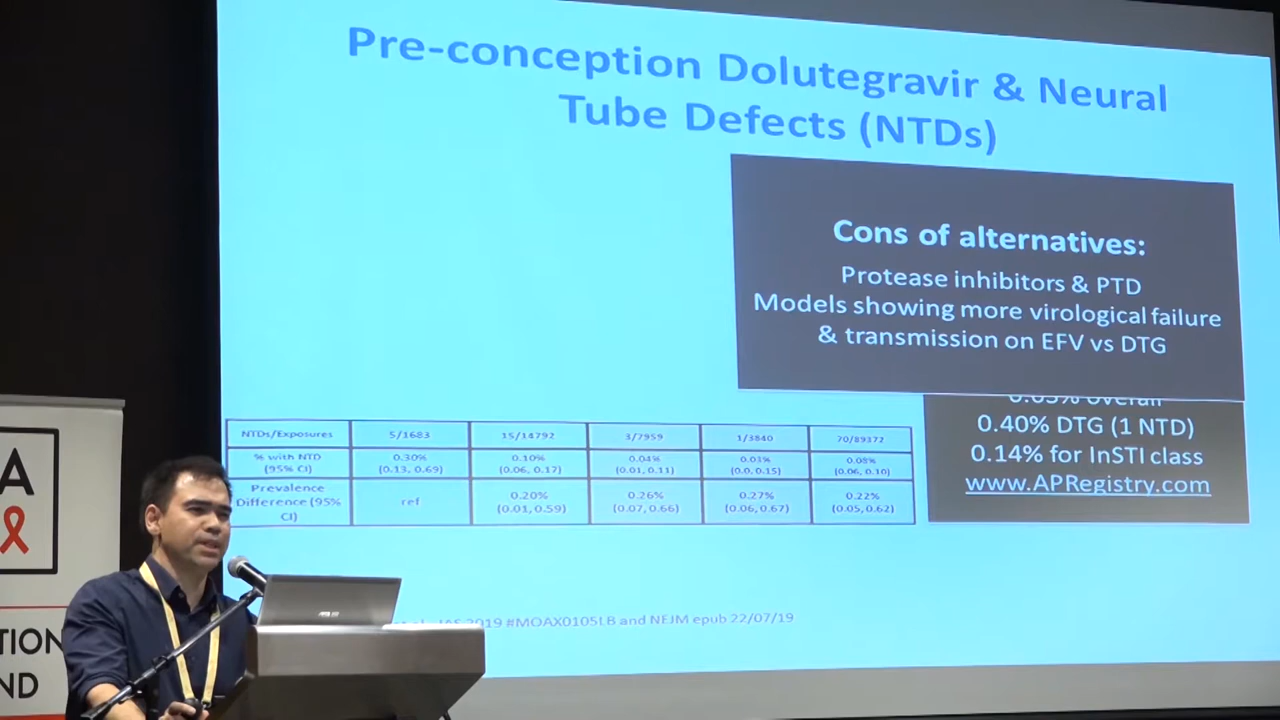 Pre-conception Dolutegravir & Neural
Tube Defects (NTDs)
Cons of alternatives:
Protease inhibitors & PTD
Models showing more virological failure
& transmission on EFV vs DTG
0.03% overall
0.40% DTG (1 NTD)
0.14% for InSTI class
www.APRegistry.com
NTDs/Exposures 5/1683 15/14792 3/7959 1/3840 70/89372
% with NTD 0.30% 0.10% 0.04% 0.03% 0.08%
(95% CI) (0.13, 0.69) (0.06, 0.17) (0.01, 0.11) (0.0, 0.15) (0.06, 0.10)
Prevalence
Difference (95%
CI)
ref 0.20% 0.26% 0.27% 0.22%
(0.01, 0.59) (0.07, 0.66) (0.06, 0.67) (0.05, 0.62)
IAS 2019 #MOAX0105LB and NEJM epub 22/07/19
A
TION
ND